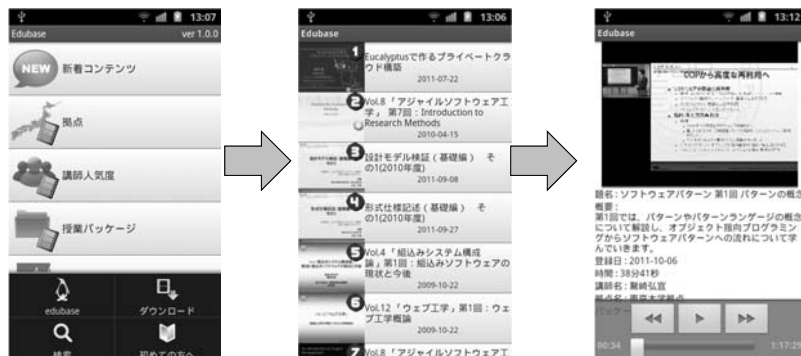 13:07
Edubase
ver 1.0.0
NEW
新着コンテンツ
拠点
講師人気度
授業パッケージ
edubase
ダウンロード
検索
初めての方へ
13:06
Edubase
1
Eucalyptusで作るプライベートクラ
ウド構築
2011-07-22
2
Vol.8 「アジャイルソフトウェア工
学」 第7回：Introduction to
Research Methods
2010-04-15
3
設計モデル検証（基礎編） そ
の1(2010年度)
2011-09-08
4
形式仕様記述（基礎編） そ
の1(2010年度)
2011-09-27
5
Vol.4 「組込みシステム構成
論」第1回：組込みソフトウェアの
現状と今後
2009-10-22
6
Vol.12 「ウェブ工学」第1回：ウェ
ブ工学概論
2009-10-22
7
Vol.8 「アジャイルソフトウェア工
13:12
Edubase
COPから高度な再利用へ
題名：ソフトウェアパターン 第1回 パターンの概念
概要：
第1回では、パターンやパターンランゲージの概念
について解説し、オブジェクト指向プログラミン
グからソフトウェアパターンへの流れについて学
んでいきます。
登録日：2011-10-06
時間：38分41秒
講師名：鷲崎弘宜
00:34
1:17:29